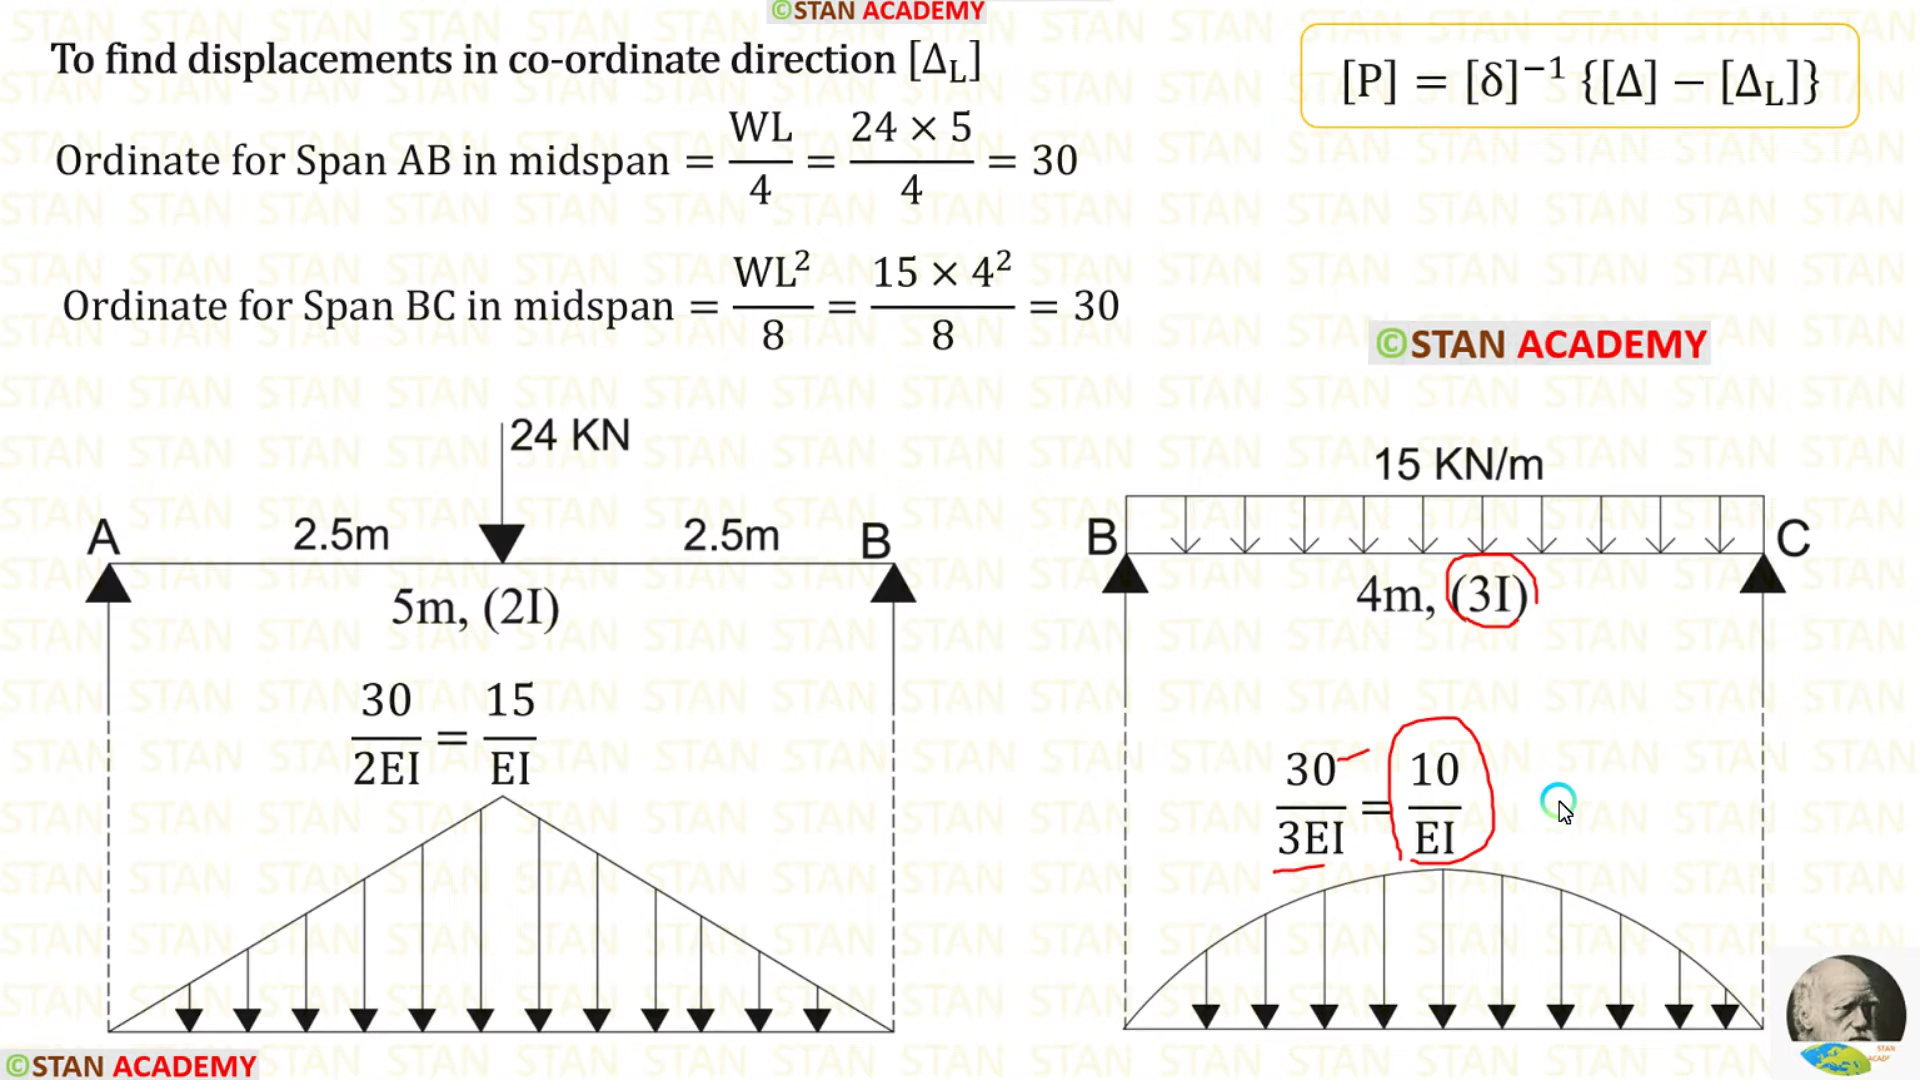 ©STAN ACADEMY
To find displacements in co-ordinate direction [Δ_L]
[P] = [δ]⁻¹ {[Δ] − [Δ_L]}
Ordinate for Span AB in midspan = WL/4 = 24 × 5/4 = 30
Ordinate for Span BC in midspan = WL²/8 = 15 × 4²/8 = 30
©STAN ACADEMY
24 KN
15 KN/m
A 2.5m 2.5m B
B C
5m, (2I)
4m, (3I)
30/2EI = 15/EI
30/3EI = 10/EI
©STAN ACADEMY